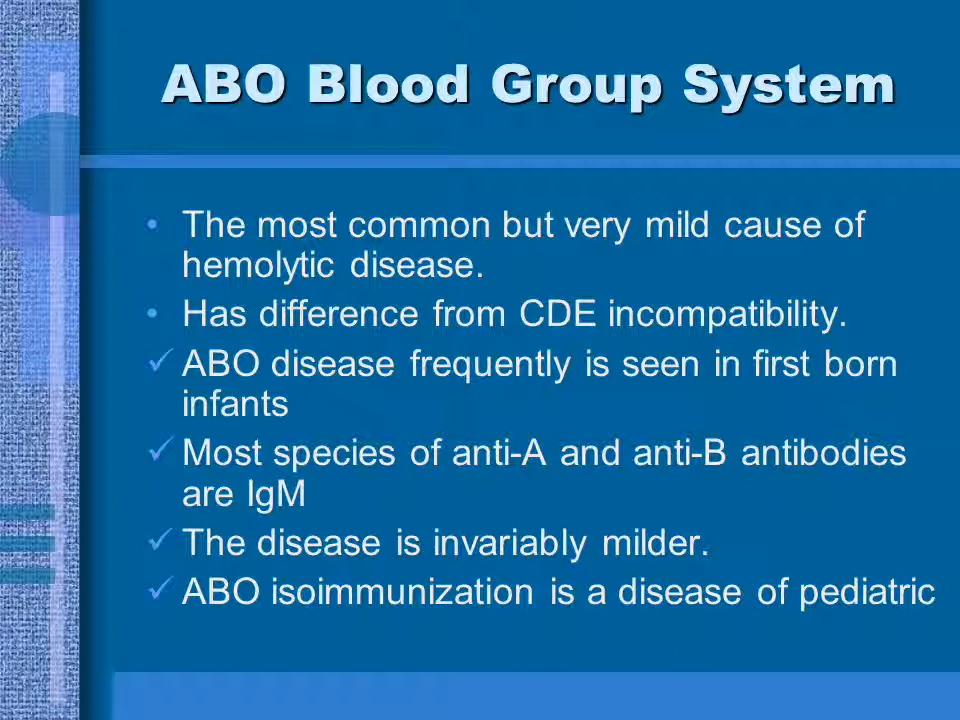 ABO Blood Group System
• The most common but very mild cause of
hemolytic disease.
• Has difference from CDE incompatibility.
✓ ABO disease frequently is seen in first born
infants
✓ Most species of anti-A and anti-B antibodies
are IgM
✓ The disease is invariably milder.
✓ ABO isoimmunization is a disease of pediatric